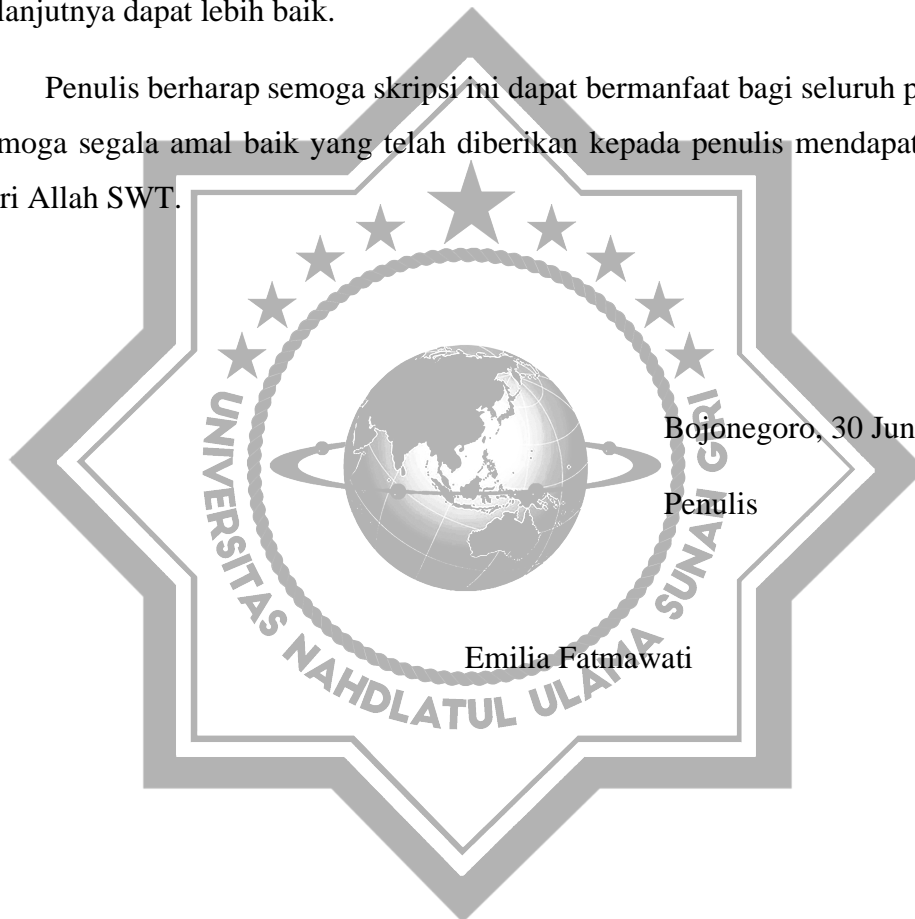 lanjutnya dapat lebih baik.
Penulis berharap semoga skripsi ini dapat bermanfaat bagi seluruh
moga segala amal baik yang telah diberikan kepada penulis mendapat
ri Allah SWT.
Bojonegoro, 30 Jun
Penulis
Emilia Fatmawati
UNIVERSITAS NAHDLATUL ULAMA SUNAN GIRI